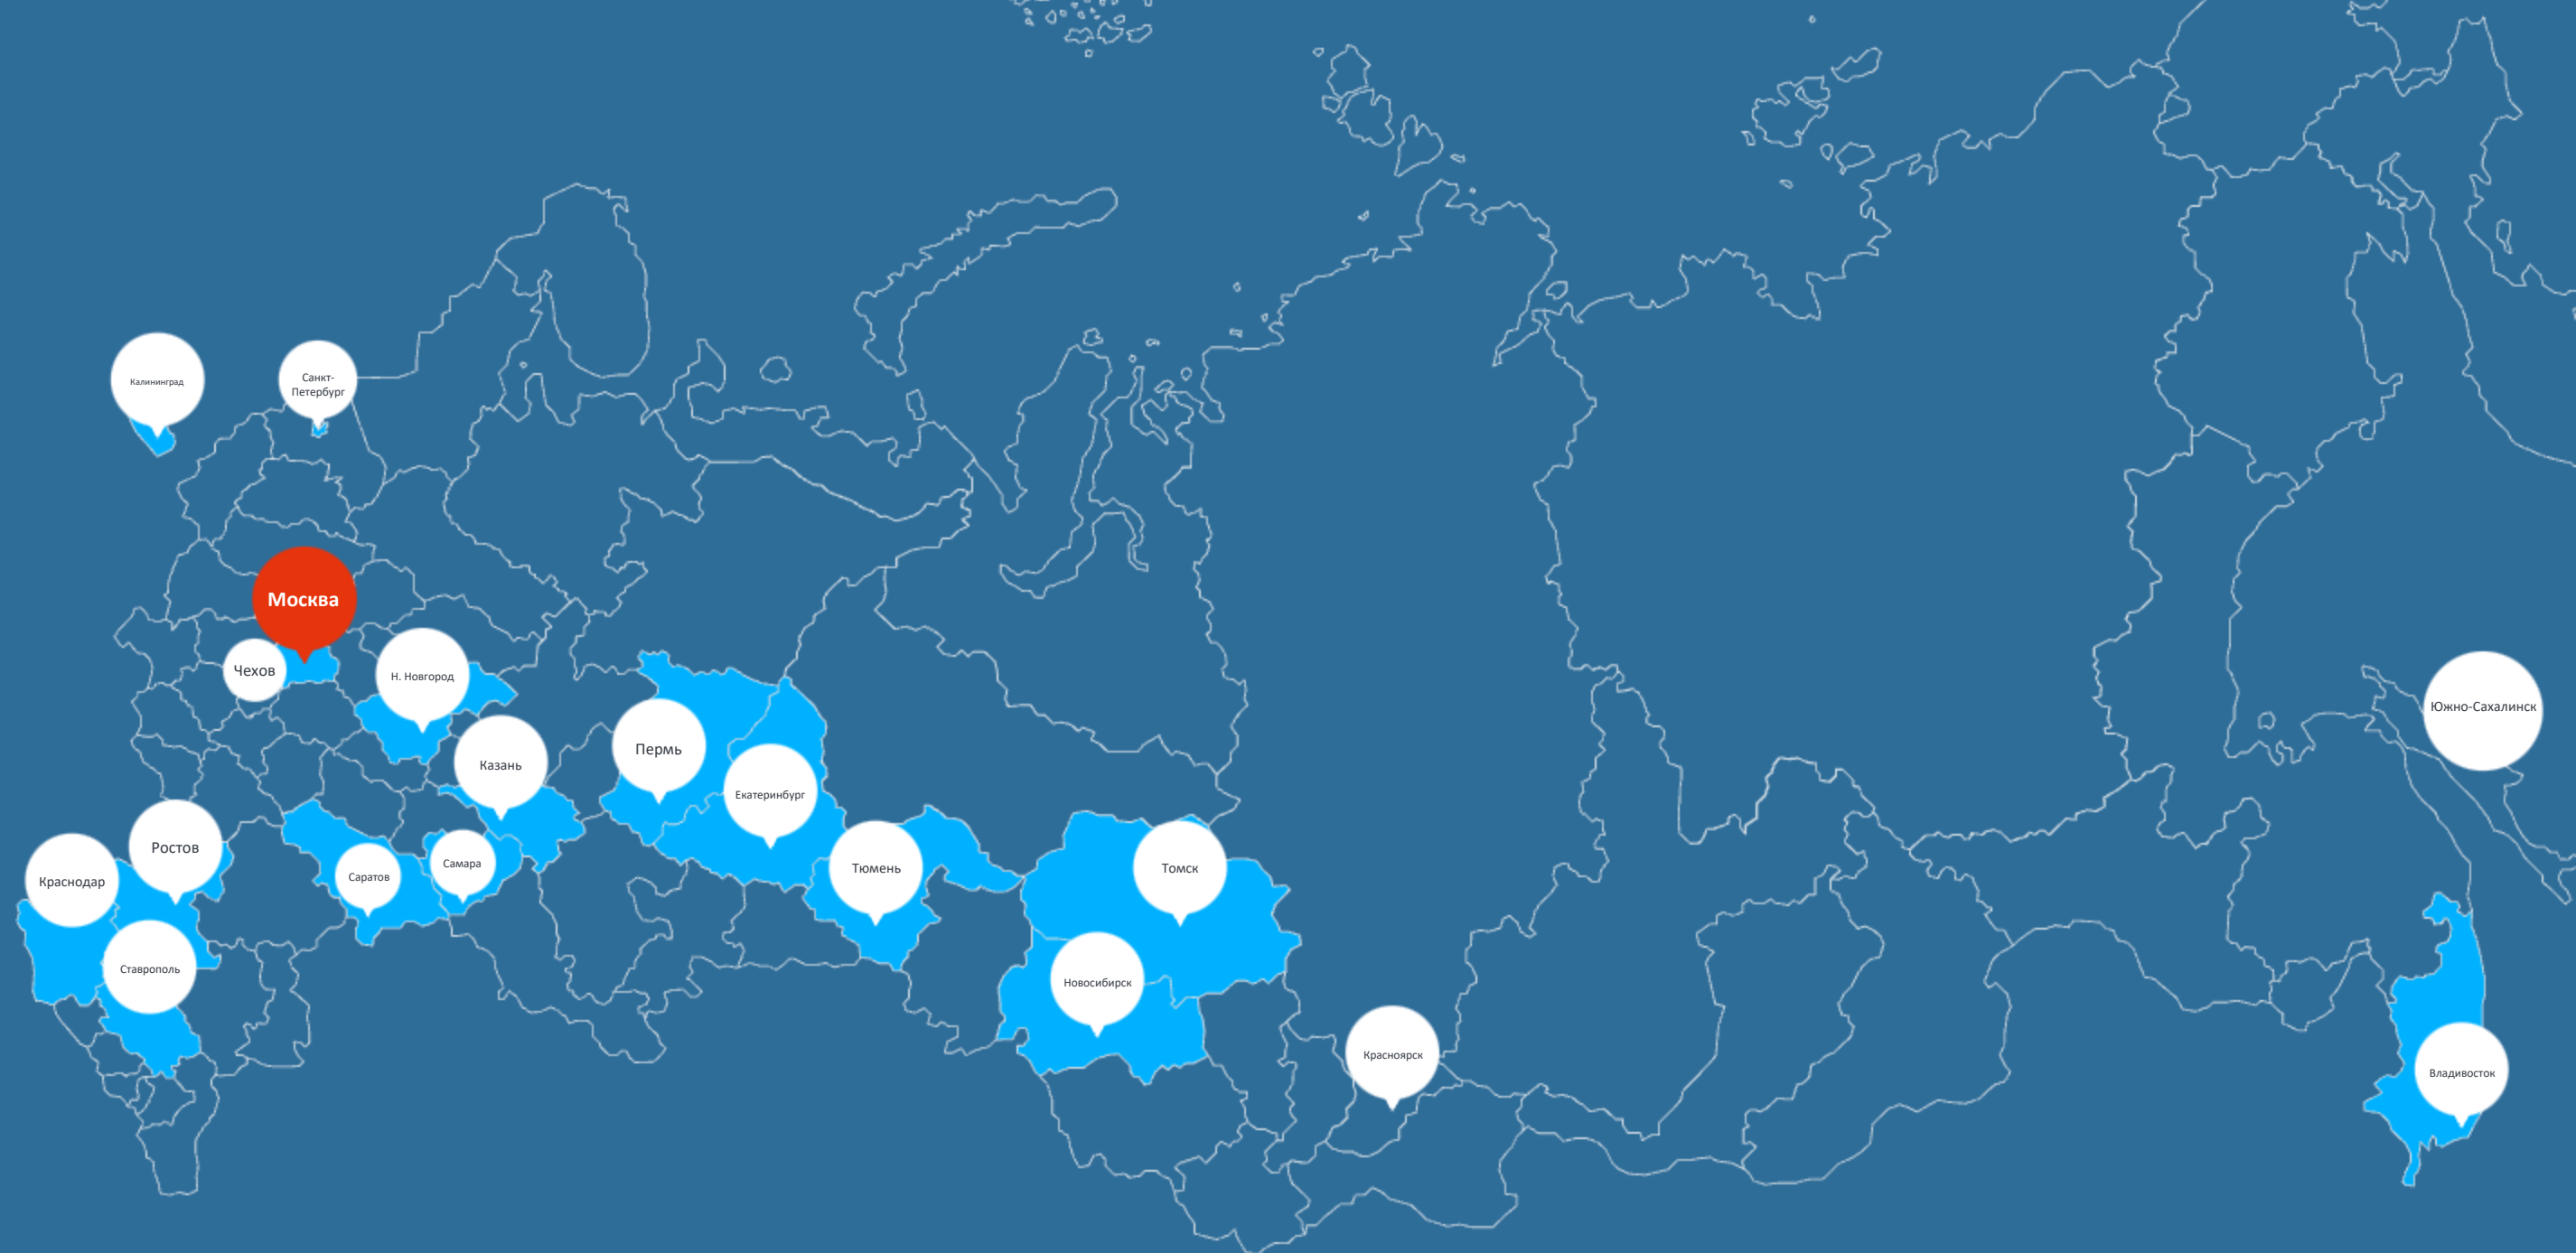 Калининград
Санкт-
Петербург
Москва
Чехов
Н. Новгород
Южно-Сахалинск
Пермь
Казань
Екатеринбург
Ростов
Самара
Тюмень
Томск
Саратов
Краснодар
Ставрополь
Новосибирск
Красноярск
Владивосток